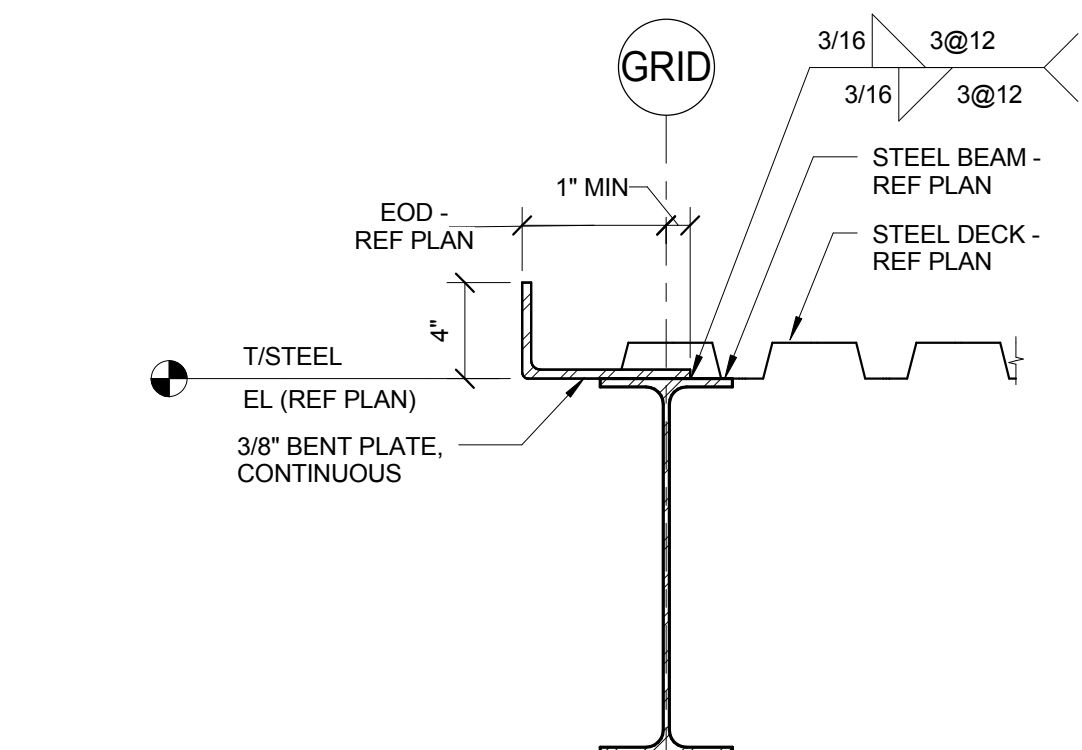 GRID
3/16 3@12
3/16 3@12
1" MIN
EOD -
REF PLAN
STEEL BEAM -
REF PLAN
STEEL DECK -
REF PLAN
4"
T/STEEL
EL (REF PLAN)
3/8" BENT PLATE,
CONTINUOUS